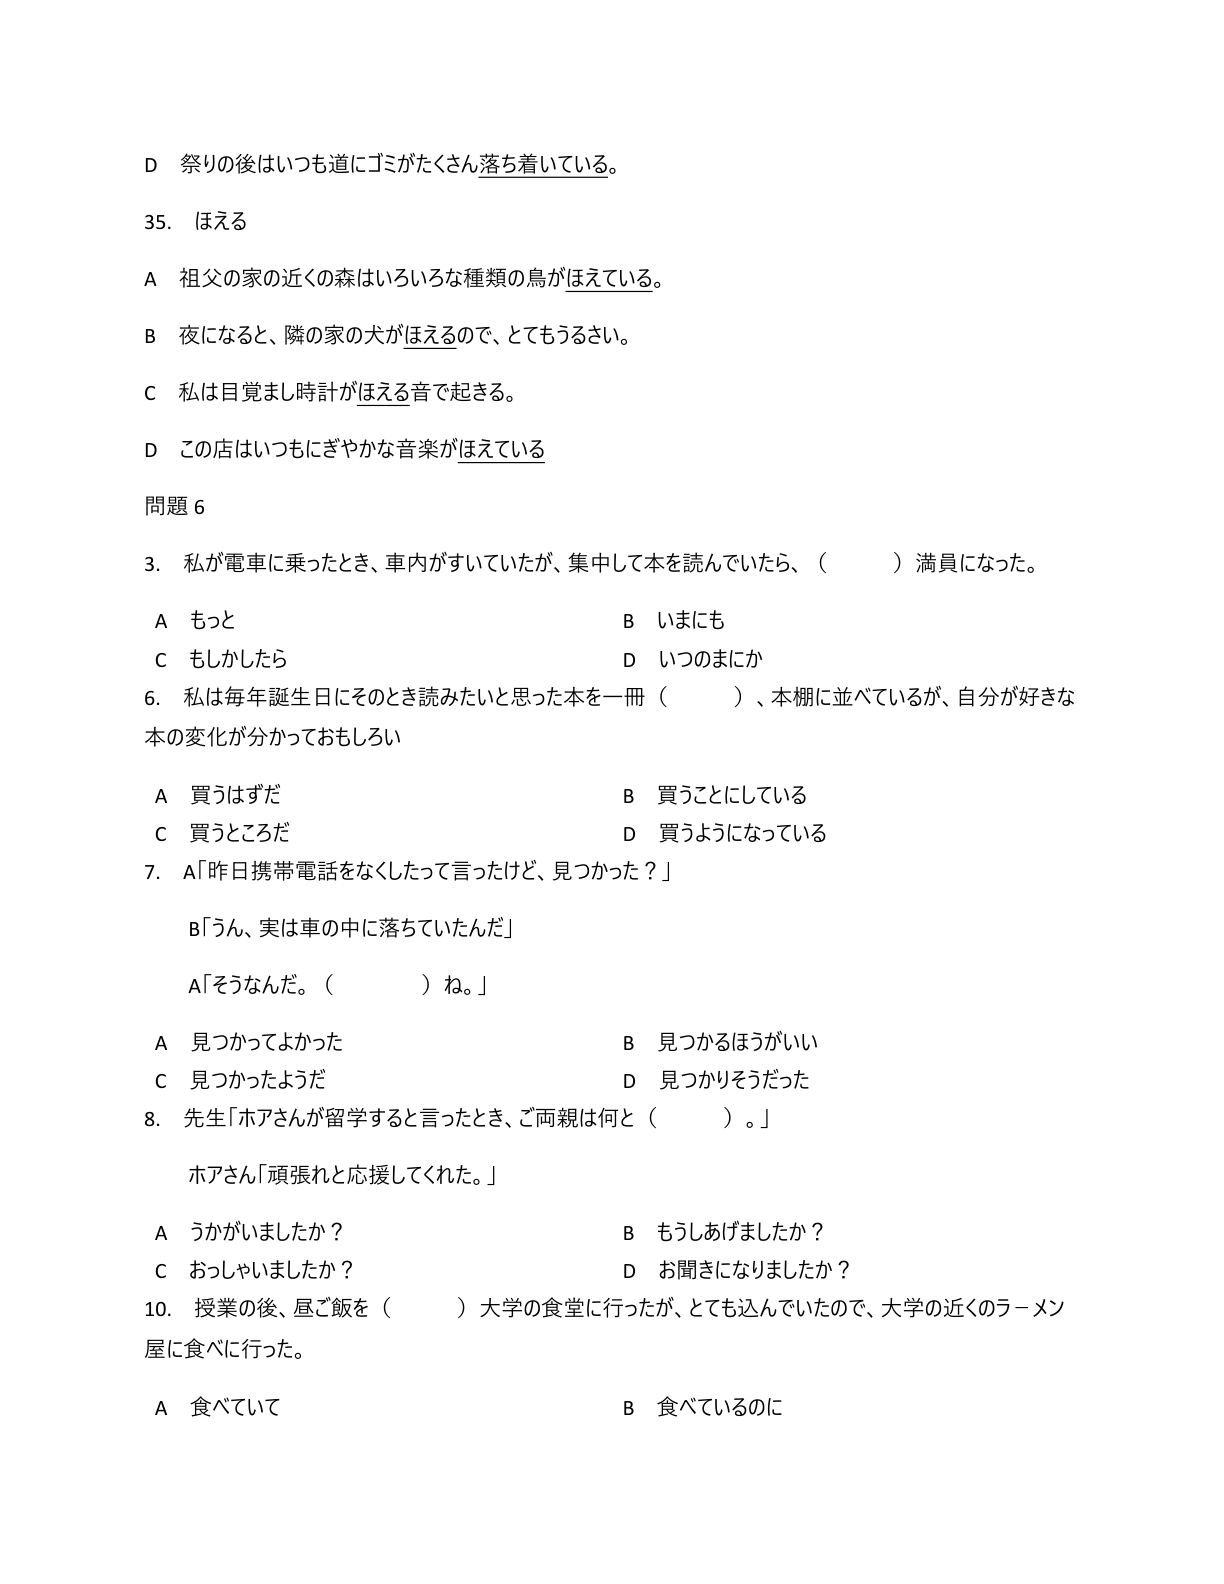 D　祭りの後はいつも道にゴミがたくさん落ち着いている。
35.　ほえる
A　祖父の家の近くの森はいろいろな種類の鳥がほえている。
B　夜になると、隣の家の犬がほえるので、とてもうるさい。
C　私は目覚まし時計がほえる音で起きる。
D　この店はいつもにぎやかな音楽がほえている
問題 6
3.　私が電車に乗ったとき、車内がすいていたが、集中して本を読んでいたら、（　　　）満員になった。
A　もっと　B　いまにも
C　もしかしたら　D　いつのまにか
6.　私は毎年誕生日にそのとき読みたいと思った本を一冊（　　　）、本棚に並べているが、自分が好きな
本の変化が分かっておもしろい
A　買うはずだ　B　買うことにしている
C　買うところだ　D　買うようになっている
7.　A「昨日携帯電話をなくしたって言ったけど、見つかった？」
B「うん、実は車の中に落ちていたんだ」
A「そうなんだ。（　　　　）ね。」
A　見つかってよかった　B　見つかるほうがいい
C　見つかったようだ　D　見つかりそうだった
8.　先生「ホアさんが留学すると言ったとき、ご両親は何と（　　　）。」
ホアさん「頑張れと応援してくれた。」
A　うかがいましたか？　B　もうしあげましたか？
C　おっしゃいましたか？　D　お聞きになりましたか？
10.　授業の後、昼ご飯を（　　　）大学の食堂に行ったが、とても込んでいたので、大学の近くのラーメン
屋に食べに行った。
A　食べていて　B　食べているのに